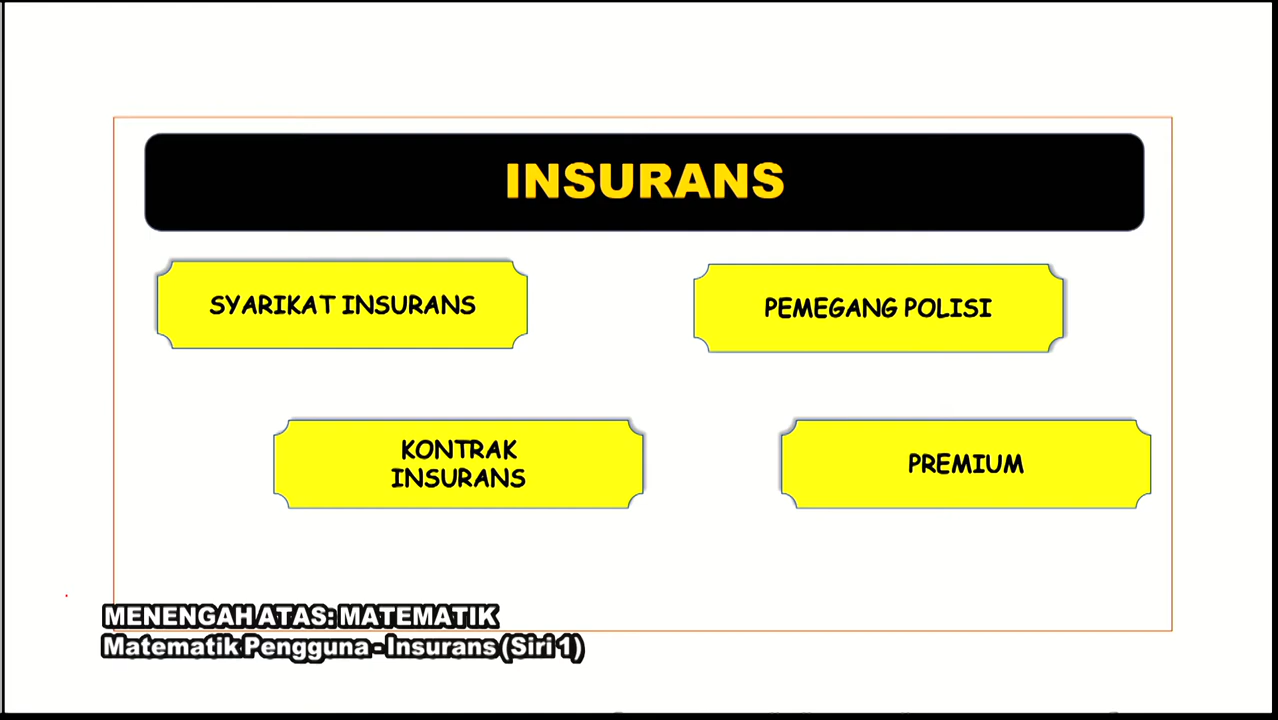 INSURANS
SYARIKAT INSURANS
PEMEGANG POLISI
KONTRAK
INSURANS
PREMIUM
MENENGAH ATAS: MATEMATIK
Matematik Pengguna - Insurans (Siri 1)